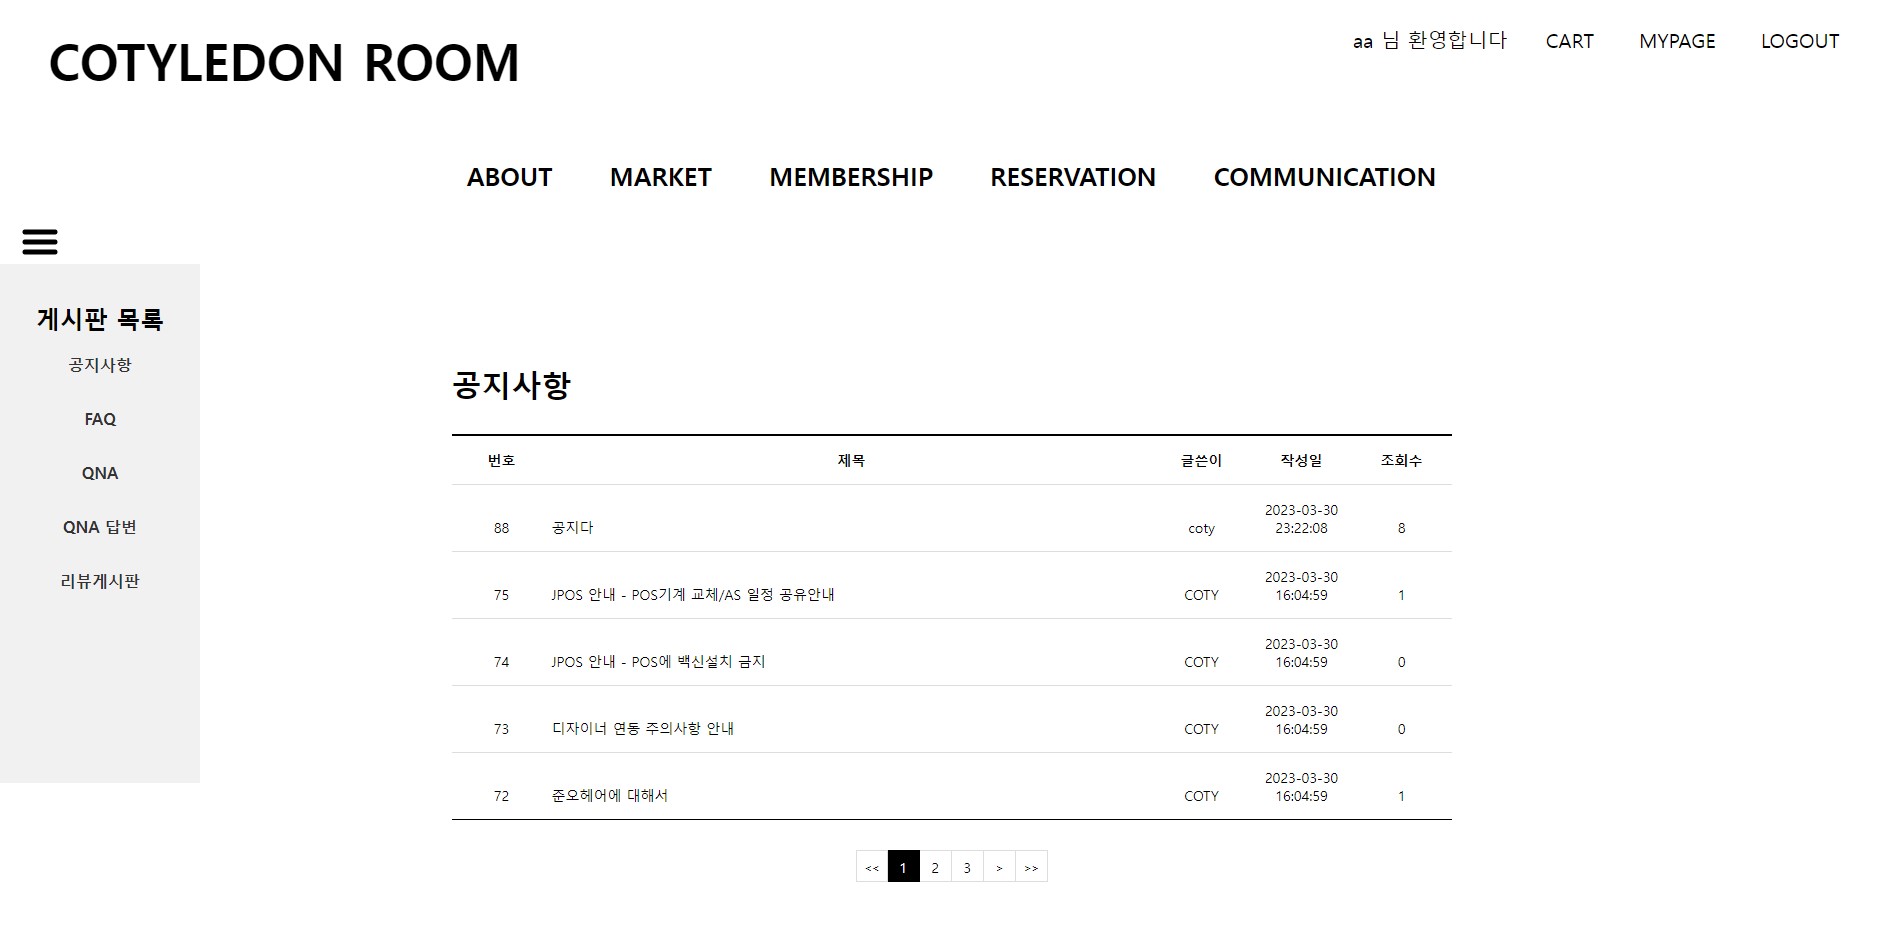 COTYLEDON ROOM
aa 님 환영합니다 CART MYPAGE LOGOUT
ABOUT MARKET MEMBERSHIP RESERVATION COMMUNICATION
게시판 목록
공지사항
FAQ
QNA
QNA 답변
리뷰게시판
공지사항
번호 제목 글쓴이 작성일 조회수
88 공지다 coty 2023-03-30 23:22:08 8
75 JPOS 안내 - POS기계 교체/AS 일정 공유안내 COTY 2023-03-30 16:04:59 1
74 JPOS 안내 - POS에 백신설치 금지 COTY 2023-03-30 16:04:59 0
73 디자이너 연동 주의사항 안내 COTY 2023-03-30 16:04:59 0
72 준오헤어에 대해서 COTY 2023-03-30 16:04:59 1
<< 1 2 3 > >>